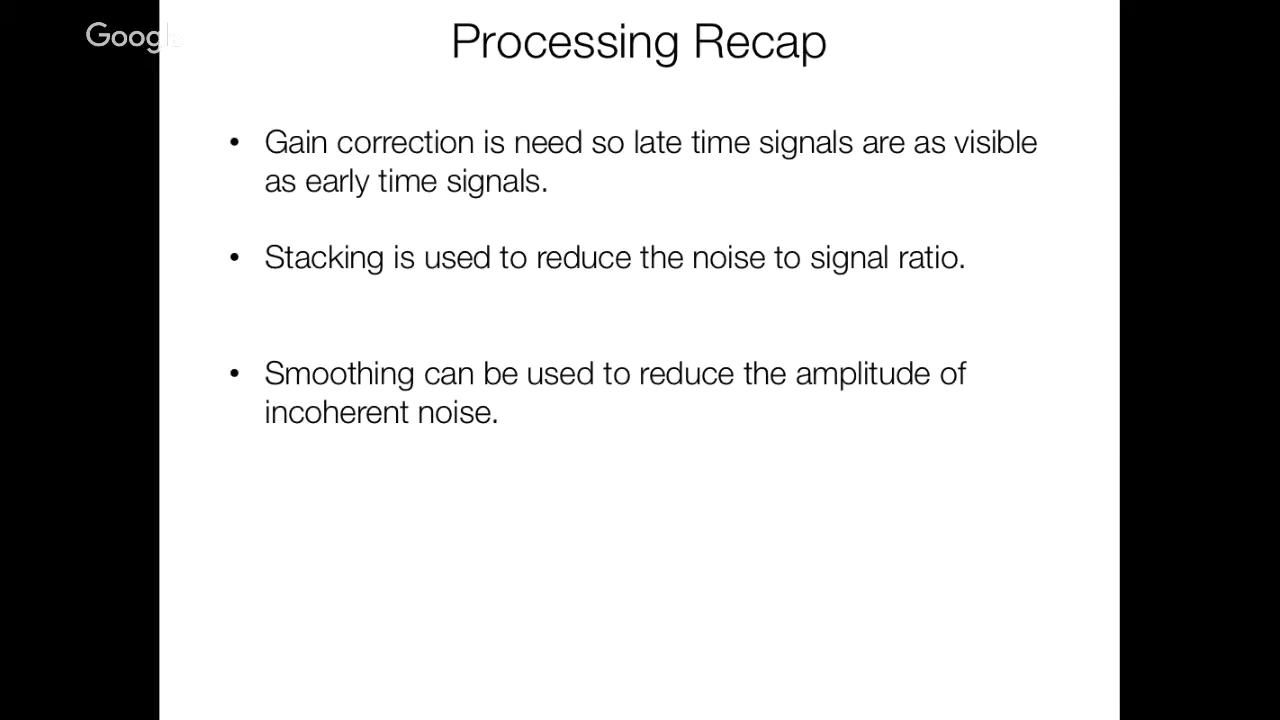 Google
Processing Recap
• Gain correction is need so late time signals are as visible
as early time signals.
• Stacking is used to reduce the noise to signal ratio.
• Smoothing can be used to reduce the amplitude of
incoherent noise.